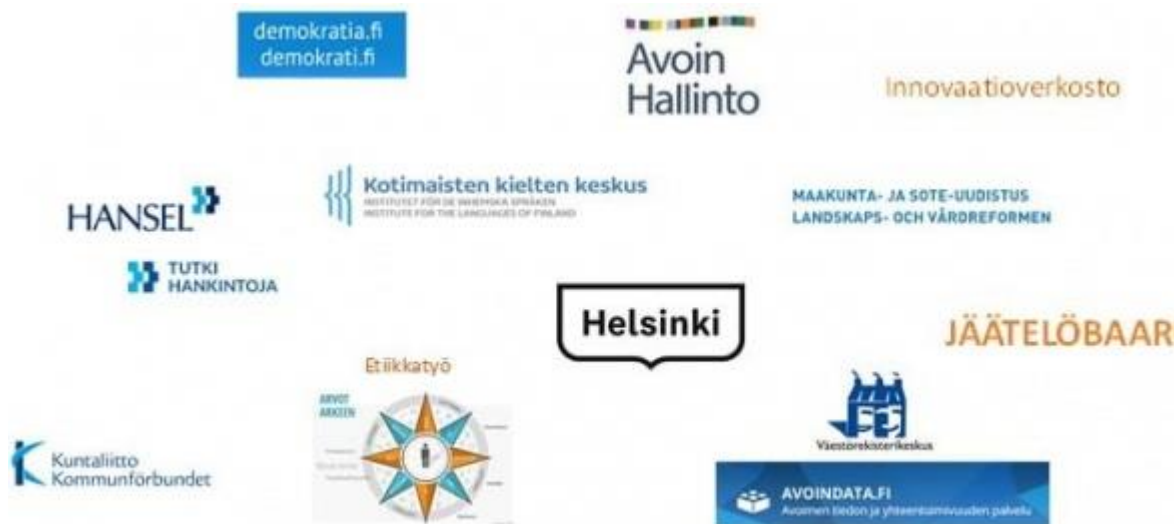 demokratia.fi
demokrati.fi
Avoin
Hallinto
Innovaatioverkosto
HANSEL
Kotimaisten kielten keskus
INSTITUTET FÖR DE INHEMSKA SPRÅKEN
INSTITUTE FOR THE LANGUAGES OF FINLAND
MAAKUNTA- JA SOTE-UUDISTUS
LANDSKAPS- OCH VÅRDREFORMEN
TUTKI
HANKINTOJA
Helsinki
JÄÄTELÖBAAR
Etiikkatyö
ARVOT
ARKEEN
Väestörekisterikeskus
Kuntaliitto
Kommunförbundet
AVOINDATA.FI
Avoimen tiedon ja yhteentoimivuuden palvelu